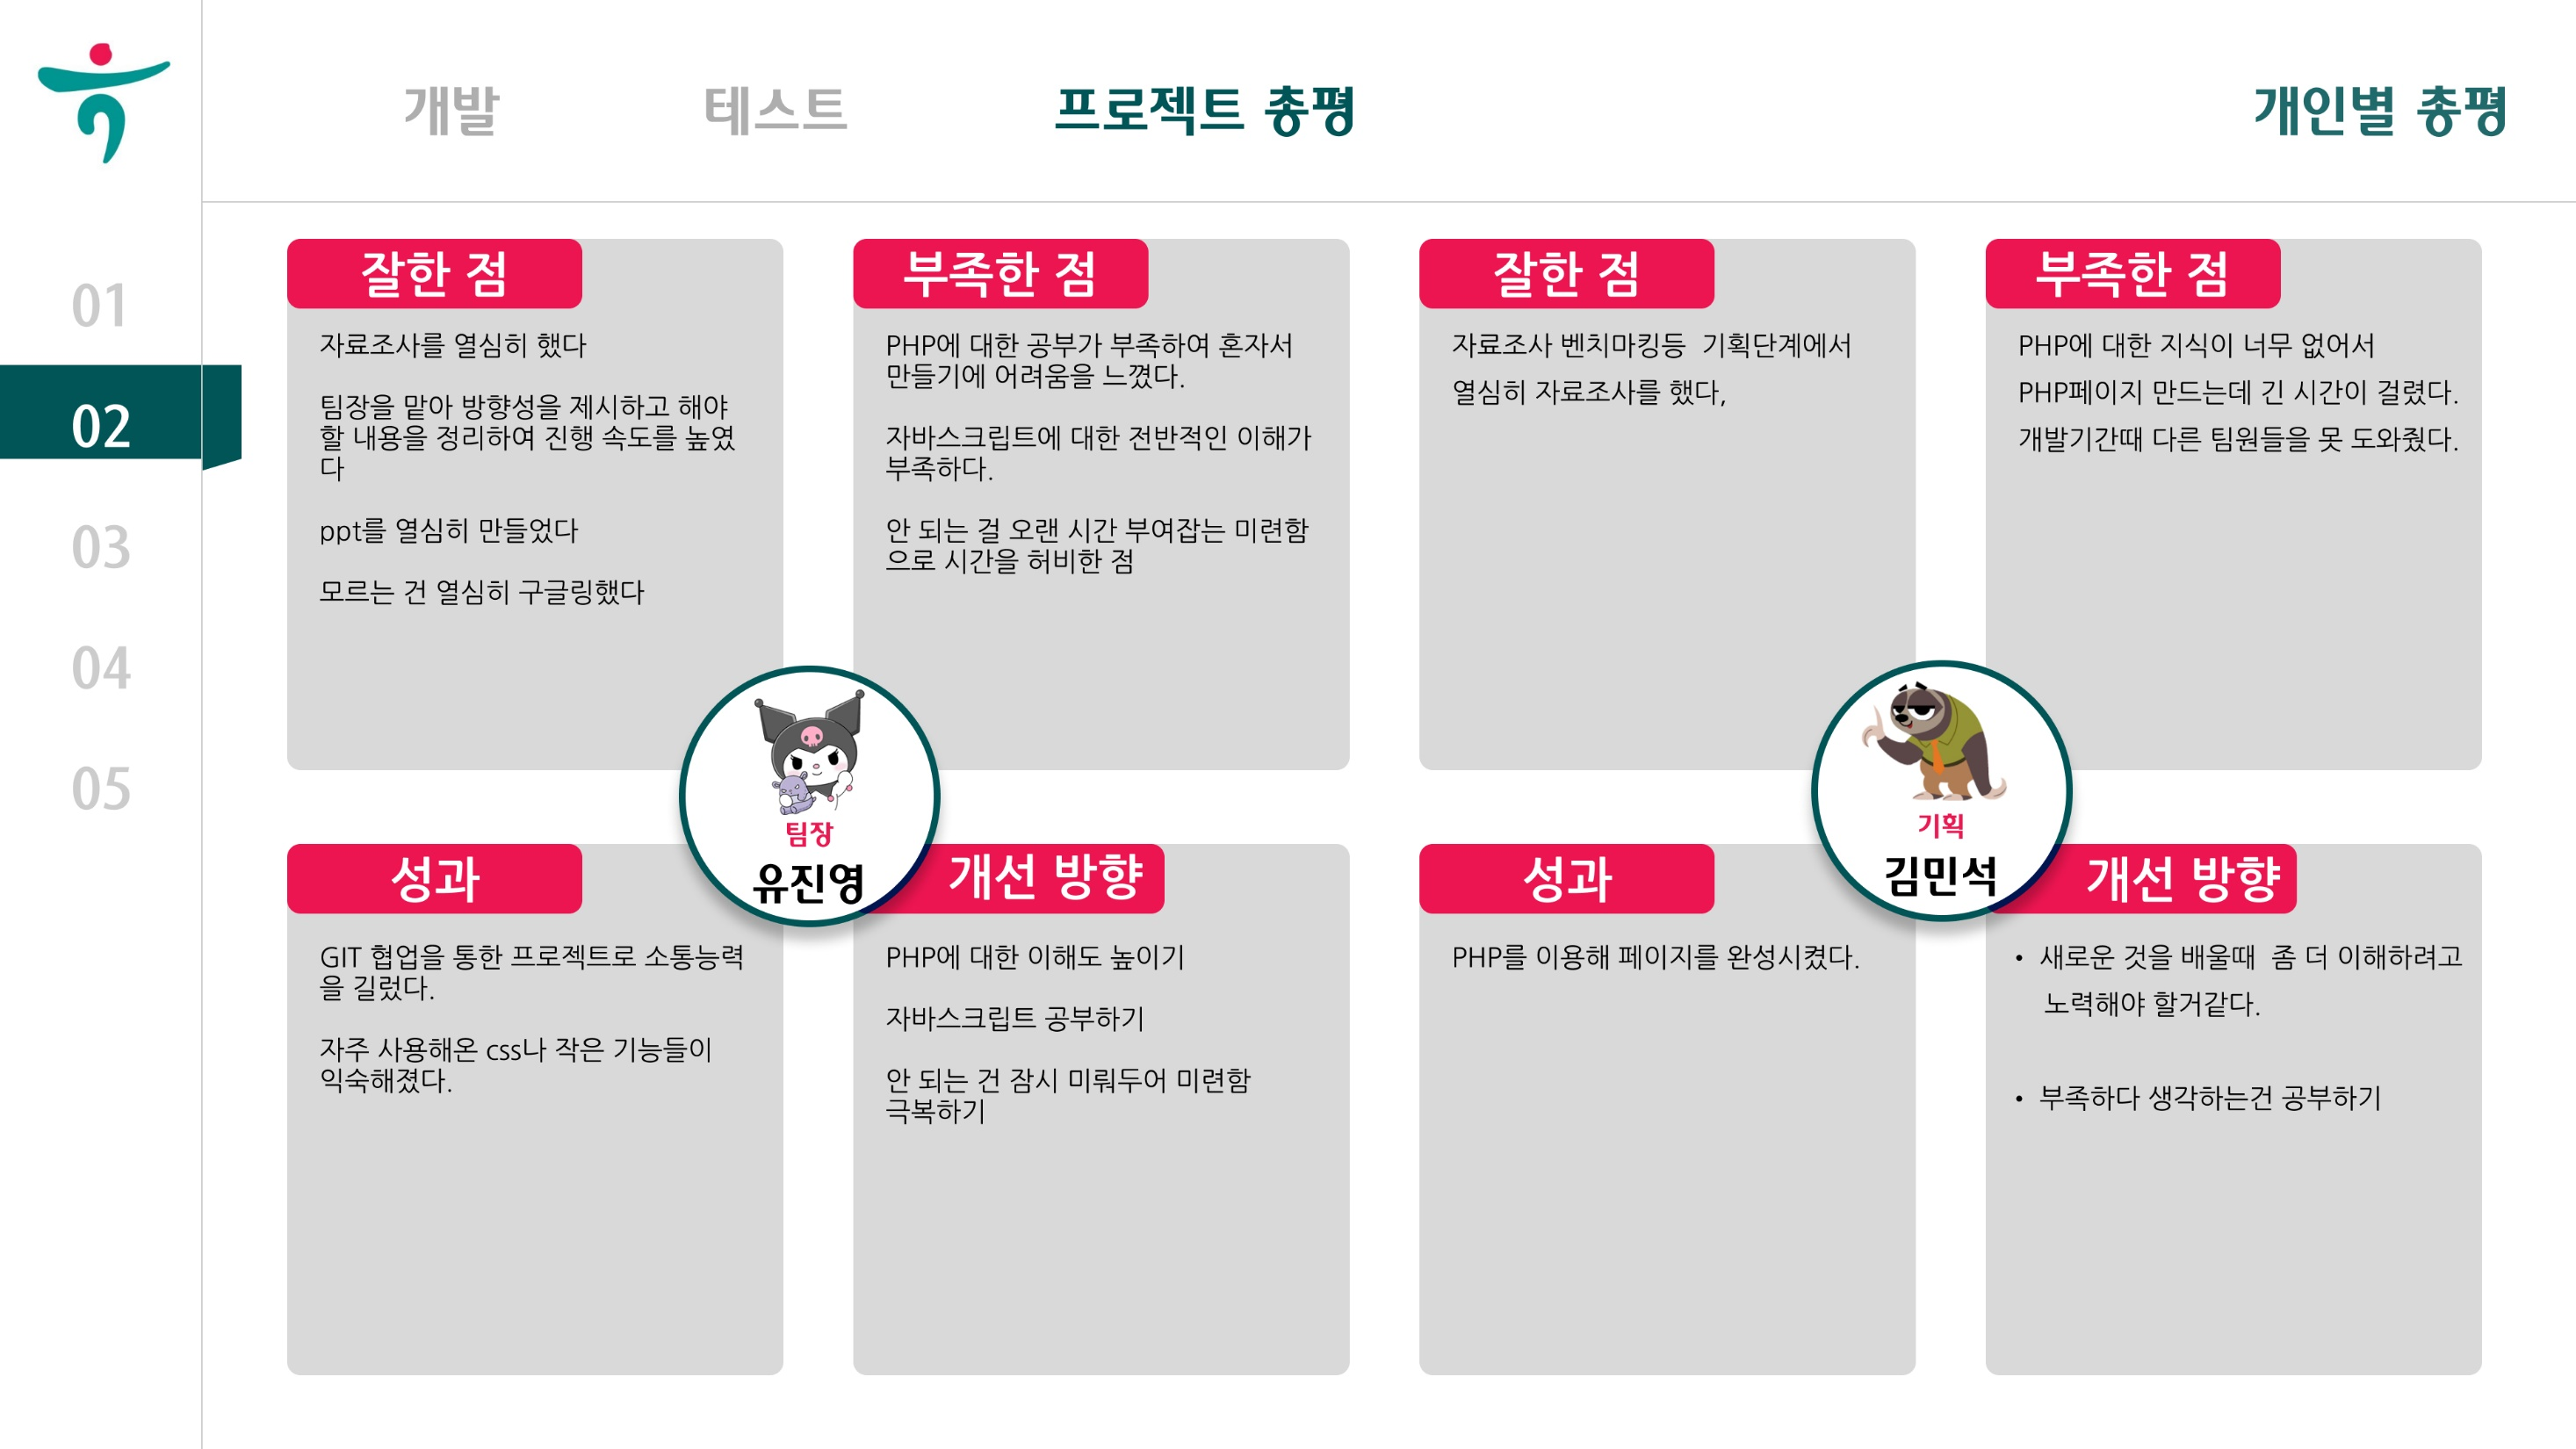 개발
테스트
프로젝트 총평
개인별 총평
01
02
03
04
05
잘한 점
자료조사를 열심히 했다
팀장을 맡아 방향성을 제시하고 해야
할 내용을 정리하여 진행 속도를 높였
다
ppt를 열심히 만들었다
모르는 건 열심히 구글링했다
부족한 점
PHP에 대한 공부가 부족하여 혼자서
만들기에 어려움을 느꼈다.
자바스크립트에 대한 전반적인 이해가
부족하다.
안 되는 걸 오랜 시간 부여잡는 미련함
으로 시간을 허비한 점
팀장
유진영
성과
GIT 협업을 통한 프로젝트로 소통능력
을 길렀다.
자주 사용해온 css나 작은 기능들이
익숙해졌다.
개선 방향
PHP에 대한 이해도 높이기
자바스크립트 공부하기
안 되는 건 잠시 미뤄두어 미련함
극복하기
잘한 점
자료조사 벤치마킹등  기획단계에서
열심히 자료조사를 했다,
부족한 점
PHP에 대한 지식이 너무 없어서
PHP페이지 만드는데 긴 시간이 걸렸다.
개발기간때 다른 팀원들을 못 도와줬다.
기획
김민석
성과
PHP를 이용해 페이지를 완성시켰다.
개선 방향
• 새로운 것을 배울때  좀 더 이해하려고
노력해야 할거같다.
• 부족하다 생각하는건 공부하기